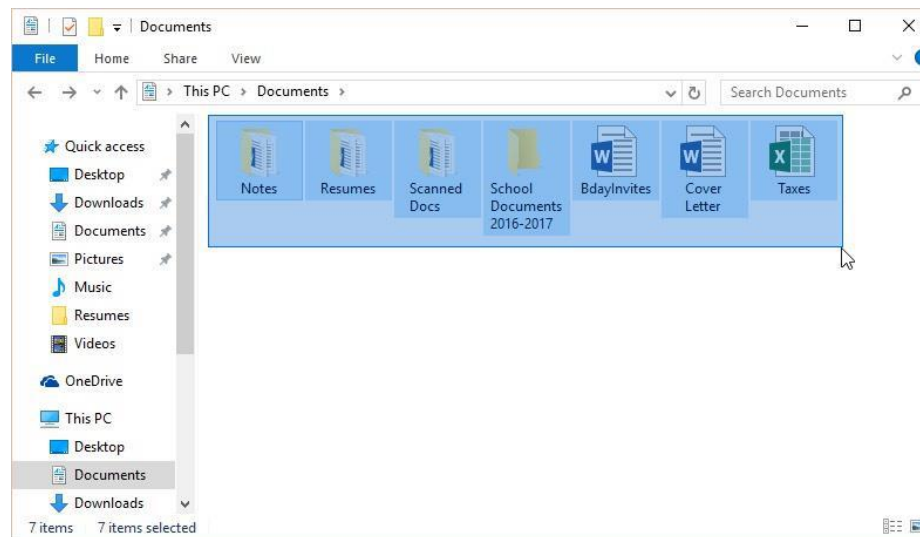 Documents
File Home Share View
This PC > Documents >
Search Documents
Quick access
Desktop
Downloads
Documents
Pictures
Music
Resumes
Videos
OneDrive
This PC
Desktop
Documents
Downloads
Notes
Resumes
Scanned
Docs
School
Documents
2016-2017
BdayInvites
Cover
Letter
Taxes
7 items 7 items selected